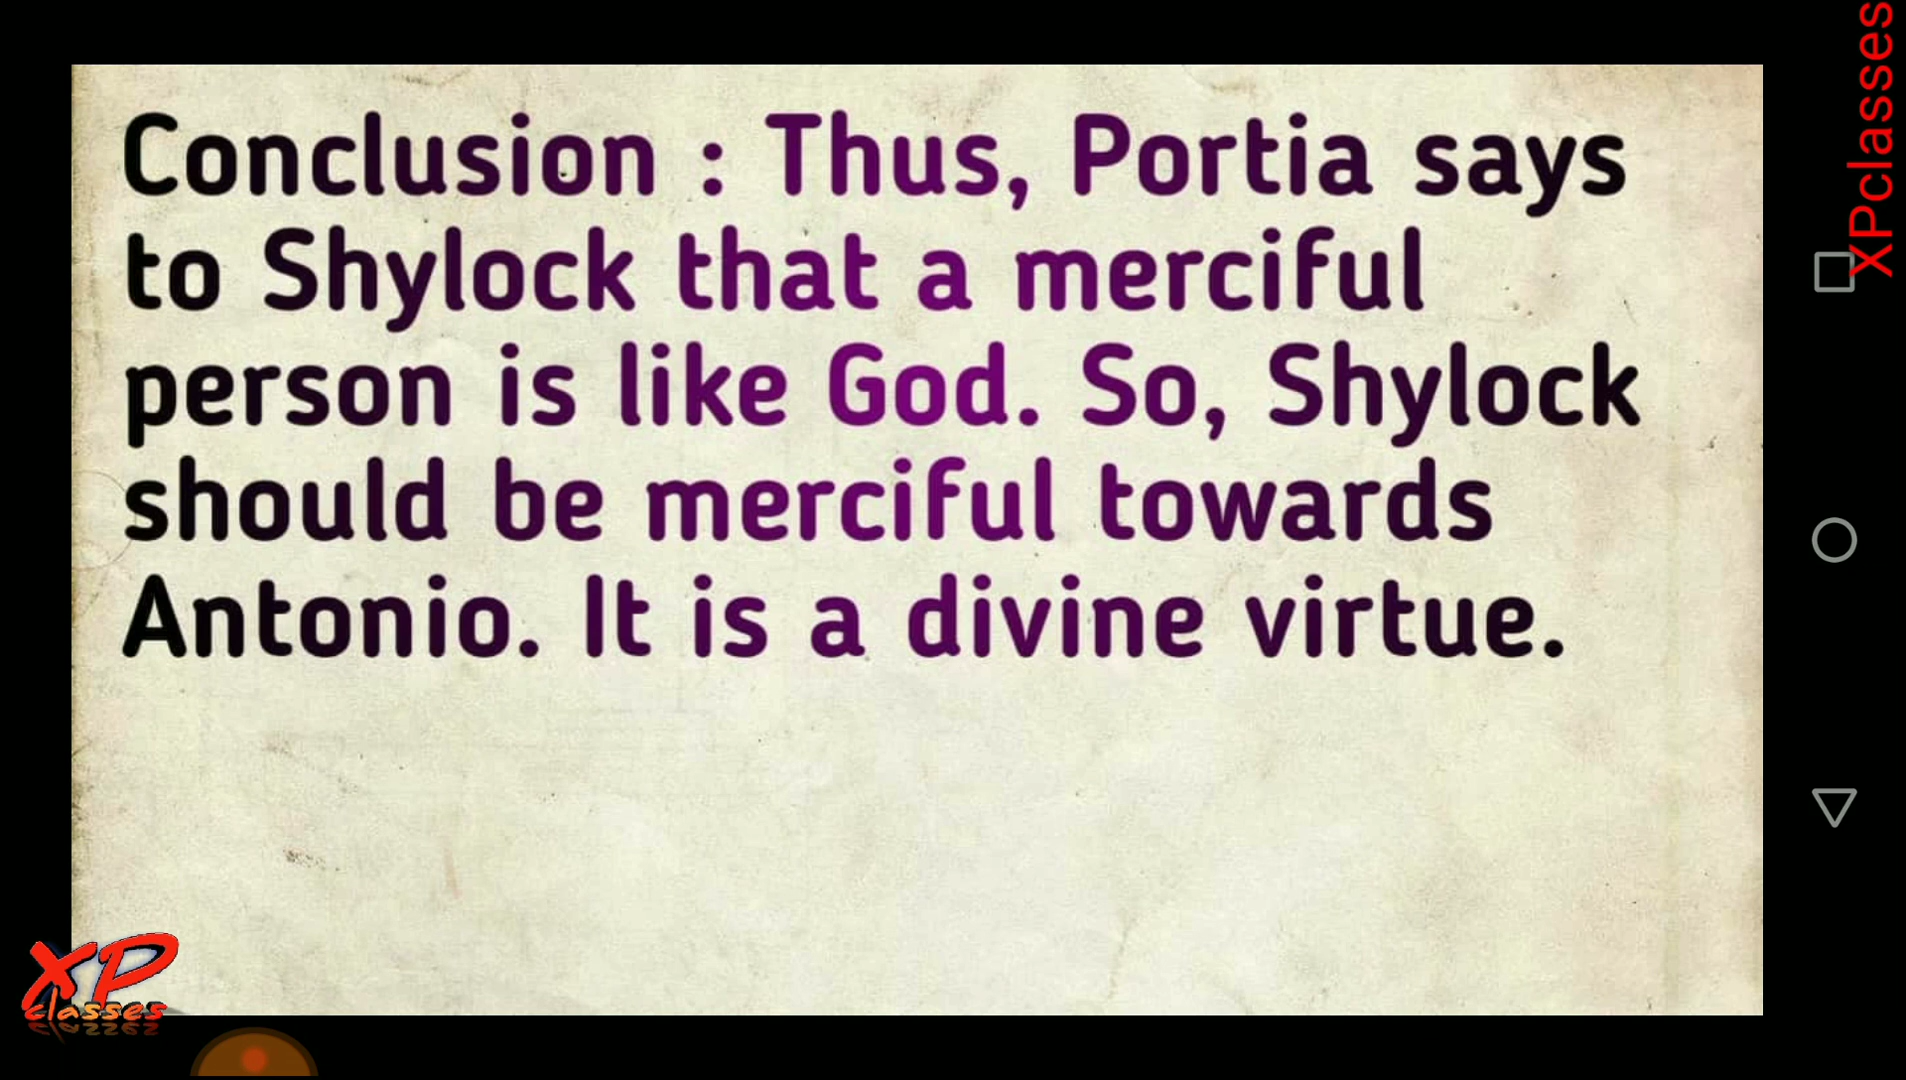 Conclusion : Thus, Portia says
to Shylock that a merciful
person is like God. So, Shylock
should be merciful towards
Antonio. It is a divine virtue.
XPclasses
XP
classes